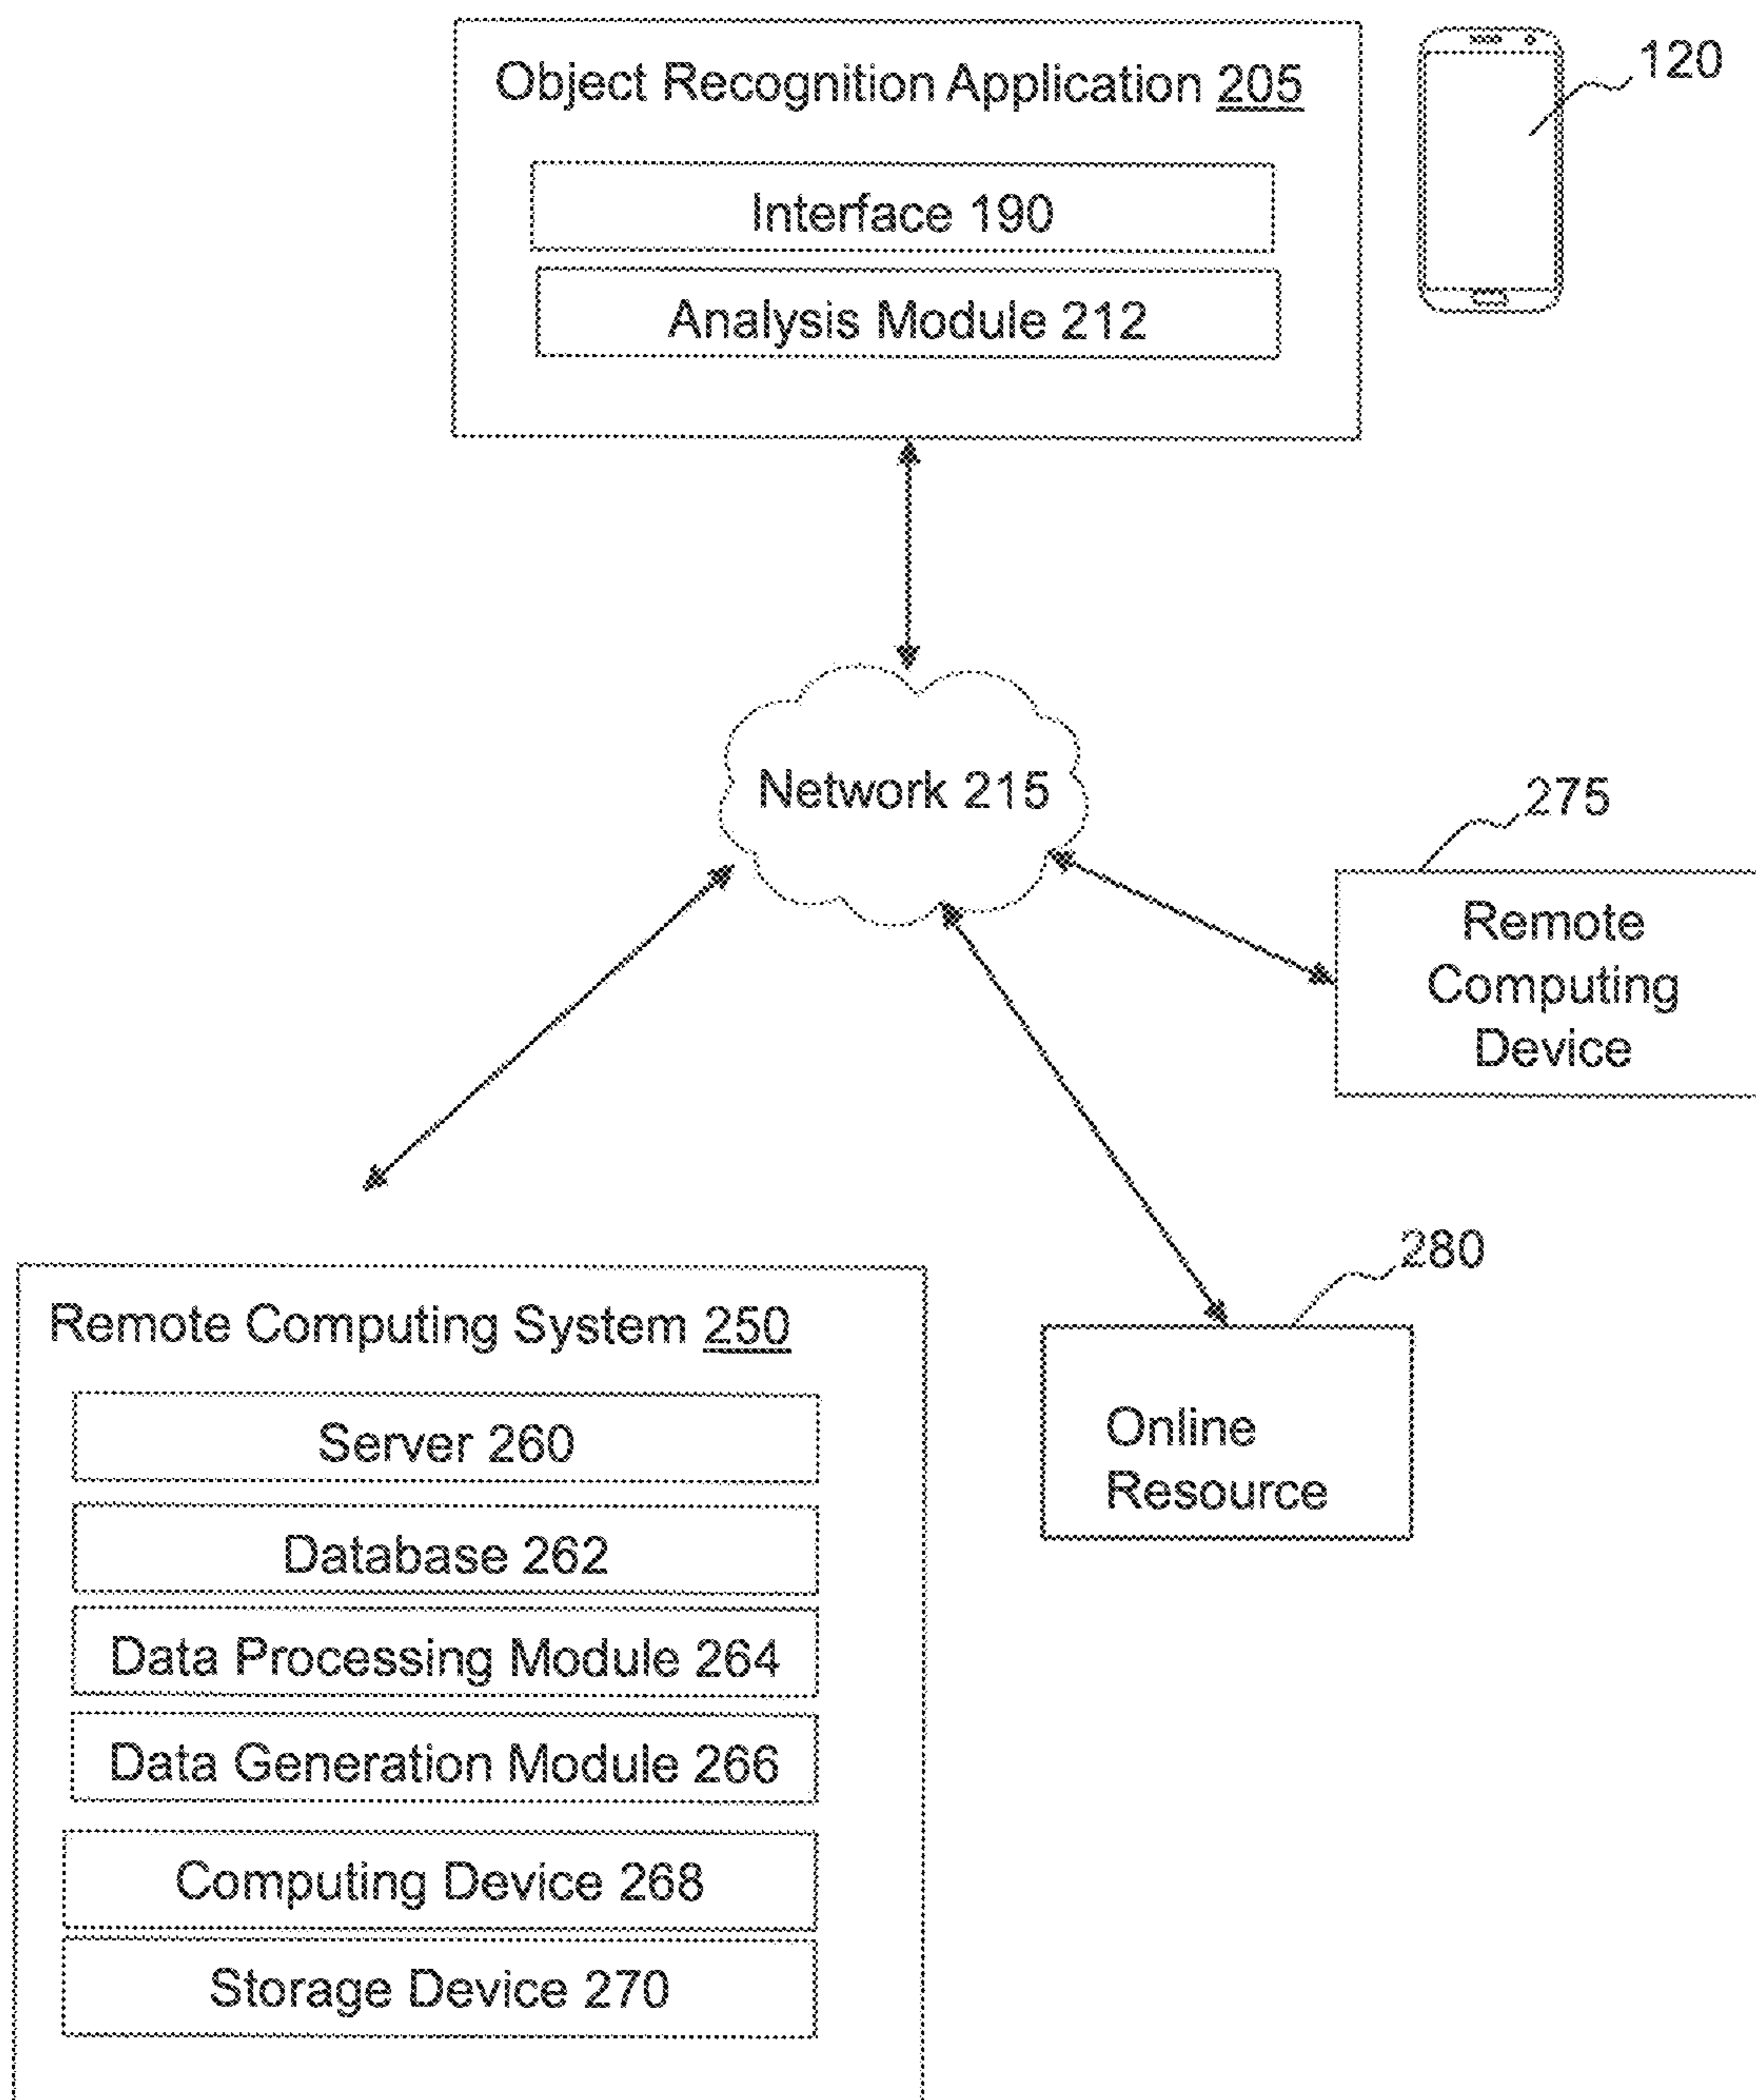 Object Recognition Application 205
Interface 190
Analysis Module 212
120
Network 215
275
Remote
Computing
Device
280
Online
Resource
Remote Computing System 250
Server 260
Database 262
Data Processing Module 264
Data Generation Module 266
Computing Device 268
Storage Device 270